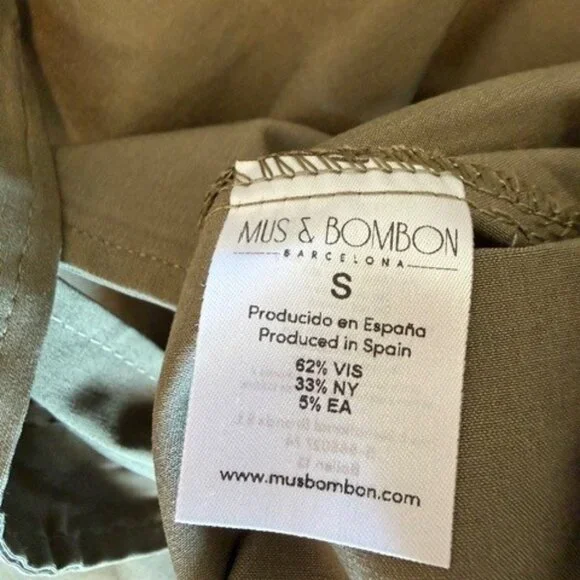 MUS & BOMBON
BARCELONA
S
Producido en España
Produced in Spain
62% VIS
33% NY
5% EA
www.musbombon.com